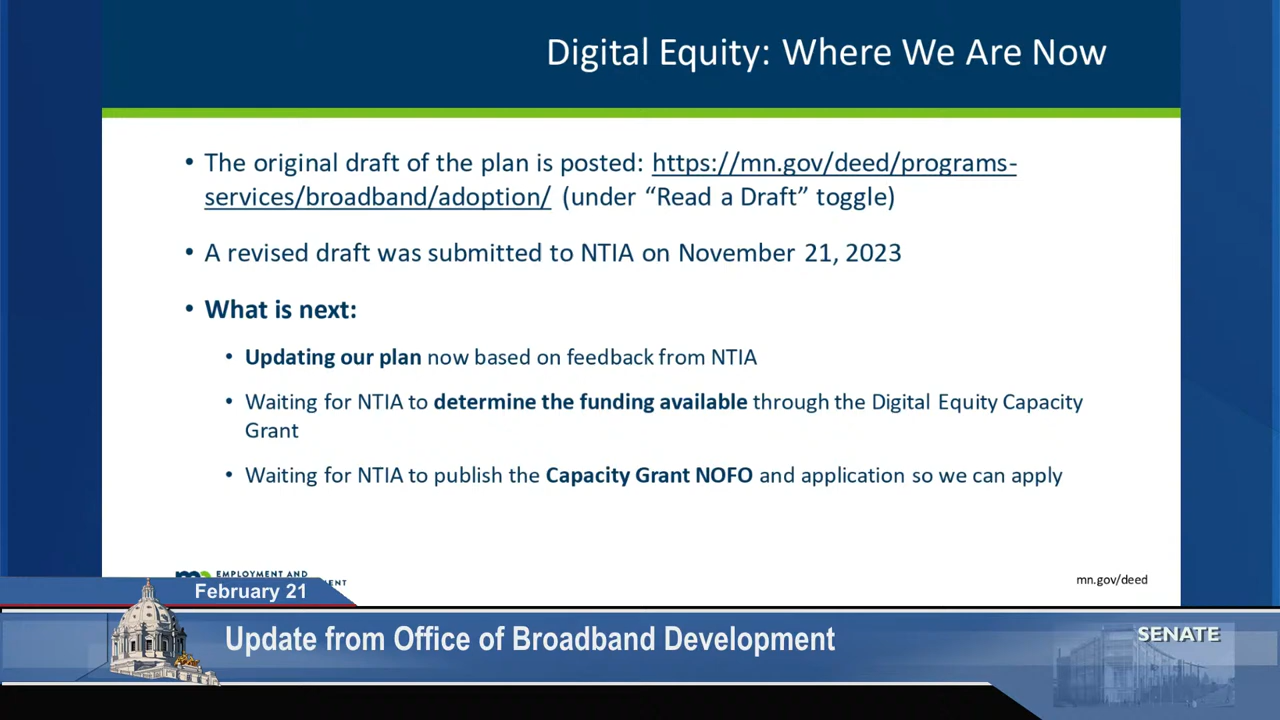 Digital Equity: Where We Are Now
• The original draft of the plan is posted: https://mn.gov/deed/programs-
services/broadband/adoption/ (under “Read a Draft” toggle)
• A revised draft was submitted to NTIA on November 21, 2023
• What is next:
• Updating our plan now based on feedback from NTIA
• Waiting for NTIA to determine the funding available through the Digital Equity Capacity
Grant
• Waiting for NTIA to publish the Capacity Grant NOFO and application so we can apply
EMPLOYMENT AND
mn.gov/deed
February 21
Update from Office of Broadband Development
SENATE